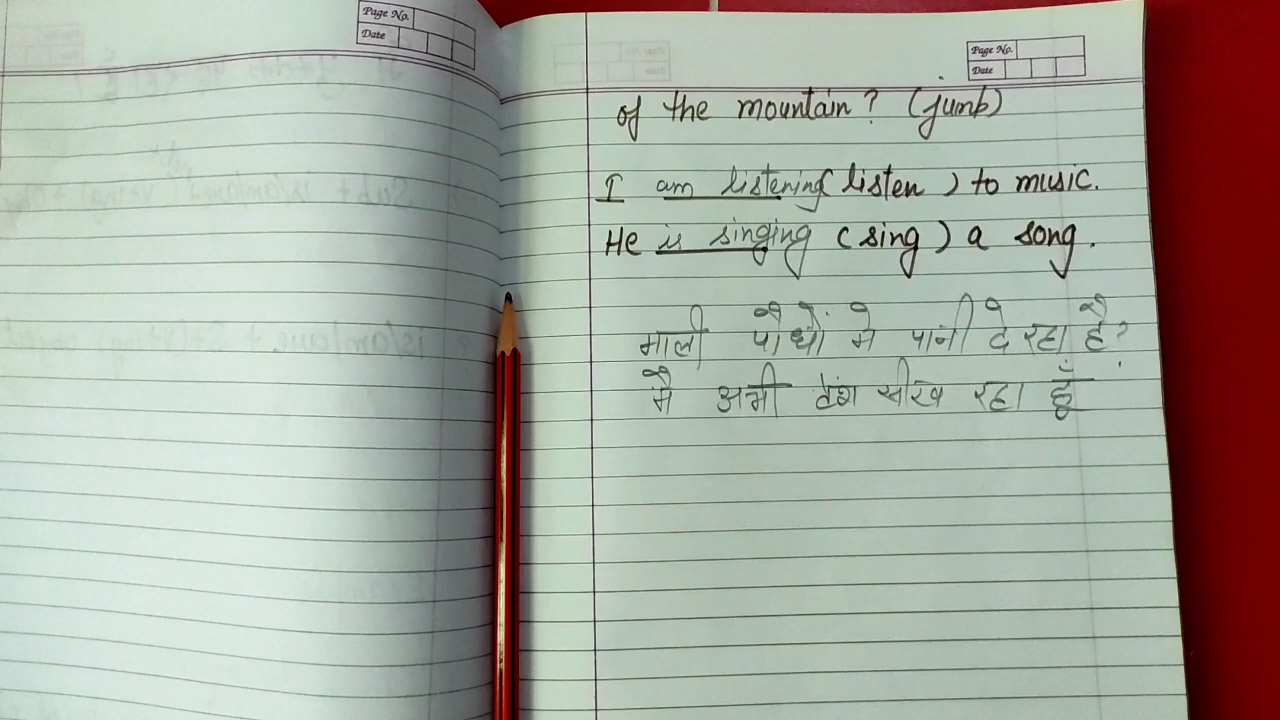 Page No.
Date
Page No.
Date
of the mountain? (jumb)
I am listening (listen) to music.
He is singing (sing) a song.
माली पौधों मे पानी दे रहा है?
मै अभी टेंश सीख रहा हूँ